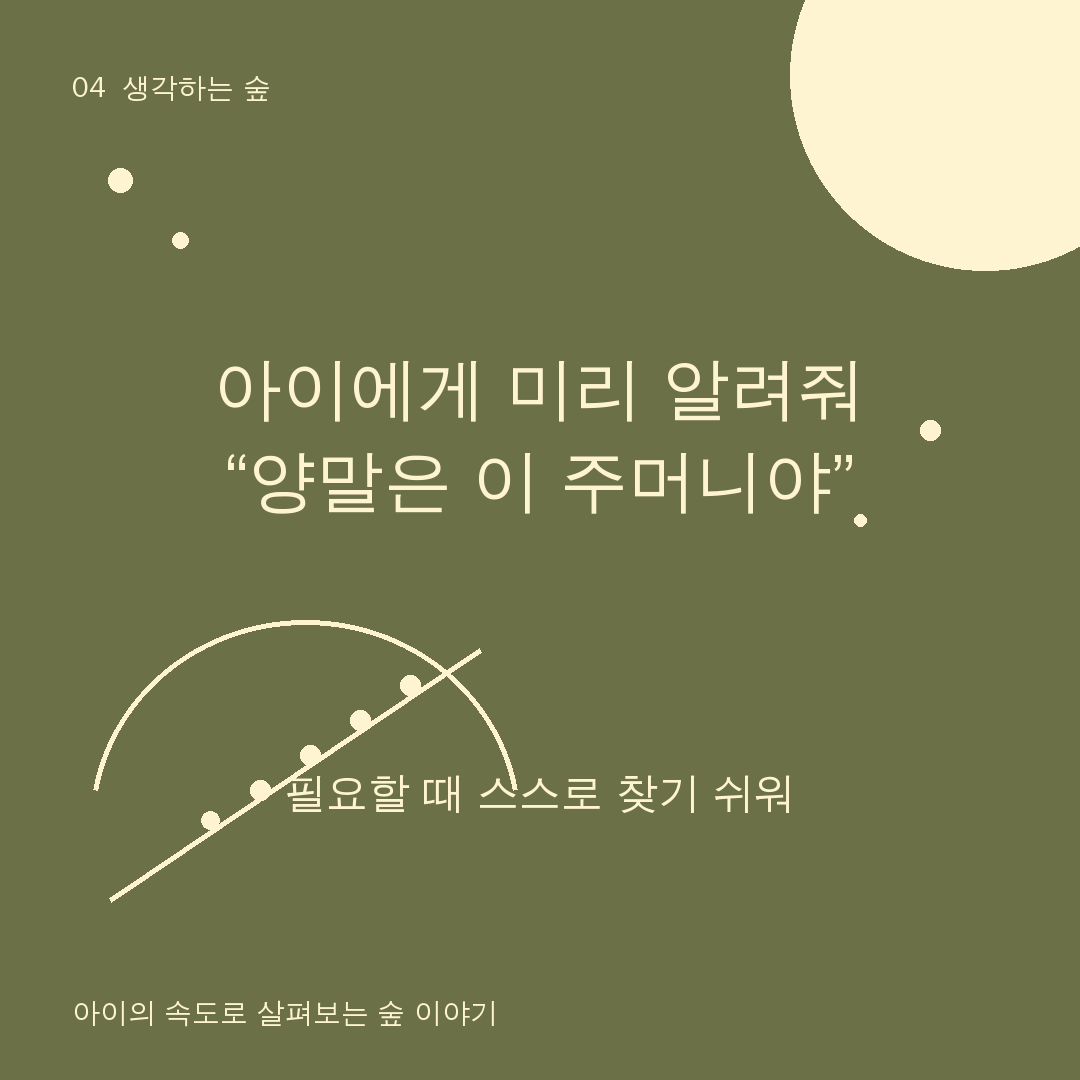 04 생각하는 숲
아이에게 미리 알려줘
“양말은 이 주머니야”
필요할 때 스스로 찾기 쉬워
아이의 속도로 살펴보는 숲 이야기